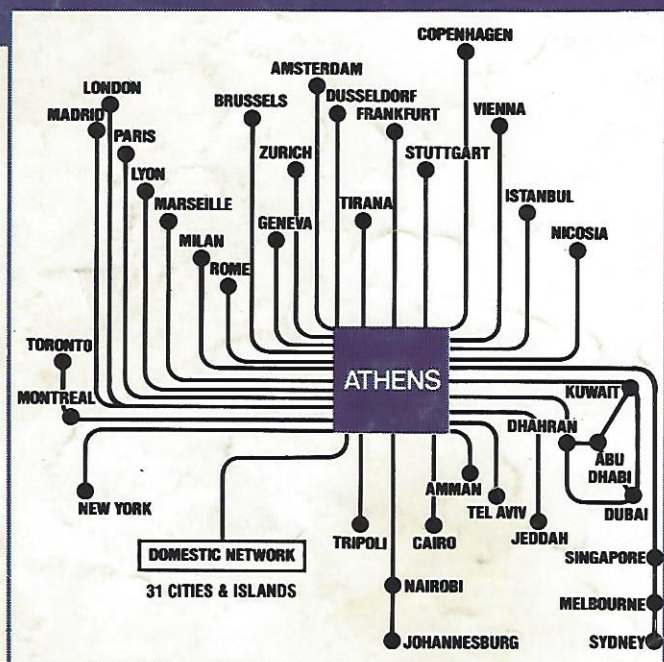 COPENHAGEN
AMSTERDAM
LONDON
BRUSSELS
DUSSELDORF
MADRID
FRANKFURT
VIENNA
PARIS
ZURICH
STUTTGART
LYON
ISTANBUL
MARSEILLE
TIRANA
GENEVA
NICOSIA
MILAN
ROME
TORONTO
ATHENS
KUWAIT
MONTREAL
DHAHRAN
ABU
DHABI
AMMAN
NEW YORK
TEL AVIV
DUBAI
TRIPOLI
CAIRO
JEDDAH
DOMESTIC NETWORK
SINGAPORE
31 CITIES & ISLANDS
NAIROBI
MELBOURNE
JOHANNESBURG
SYDNEY